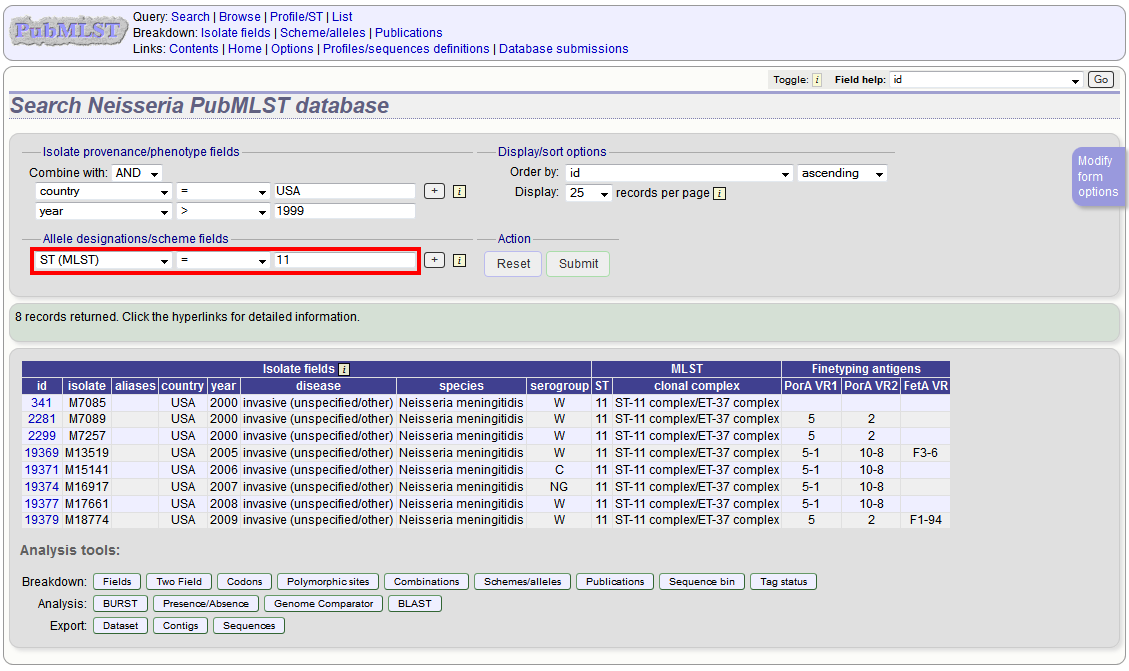 PubMLST
Query: Search | Browse | Profile/ST | List
Breakdown: Isolate fields | Scheme/alleles | Publications
Links: Contents | Home | Options | Profiles/sequences definitions | Database submissions
Toggle: i Field help: id Go
Search Neisseria PubMLST database
Isolate provenance/phenotype fields Display/sort options
Combine with: AND Order by: id ascending
country = USA + i Display: 25 records per page i
year > 1999
Modify
form
options
Allele designations/scheme fields Action
ST (MLST) = 11 + i Reset Submit
8 records returned. Click the hyperlinks for detailed information.
Isolate fields i MLST Finetyping antigens
id isolate aliases country year disease species serogroup ST clonal complex PorA VR1 PorA VR2 FetA VR
341 M7085 USA 2000 invasive (unspecified/other) Neisseria meningitidis W 11 ST-11 complex/ET-37 complex
2281 M7089 USA 2000 invasive (unspecified/other) Neisseria meningitidis W 11 ST-11 complex/ET-37 complex 5 2
2299 M7257 USA 2000 invasive (unspecified/other) Neisseria meningitidis W 11 ST-11 complex/ET-37 complex 5 2
19369 M13519 USA 2005 invasive (unspecified/other) Neisseria meningitidis W 11 ST-11 complex/ET-37 complex 5-1 10-8 F3-6
19371 M15141 USA 2006 invasive (unspecified/other) Neisseria meningitidis C 11 ST-11 complex/ET-37 complex 5-1 10-8
19374 M16917 USA 2007 invasive (unspecified/other) Neisseria meningitidis NG 11 ST-11 complex/ET-37 complex 5-1 10-8
19377 M17661 USA 2008 invasive (unspecified/other) Neisseria meningitidis W 11 ST-11 complex/ET-37 complex 5-1 10-8
19379 M18774 USA 2009 invasive (unspecified/other) Neisseria meningitidis W 11 ST-11 complex/ET-37 complex 5 2 F1-94
Analysis tools:
Breakdown: Fields Two Field Codons Polymorphic sites Combinations Schemes/alleles Publications Sequence bin Tag status
Analysis: BURST Presence/Absence Genome Comparator BLAST
Export: Dataset Contigs Sequences